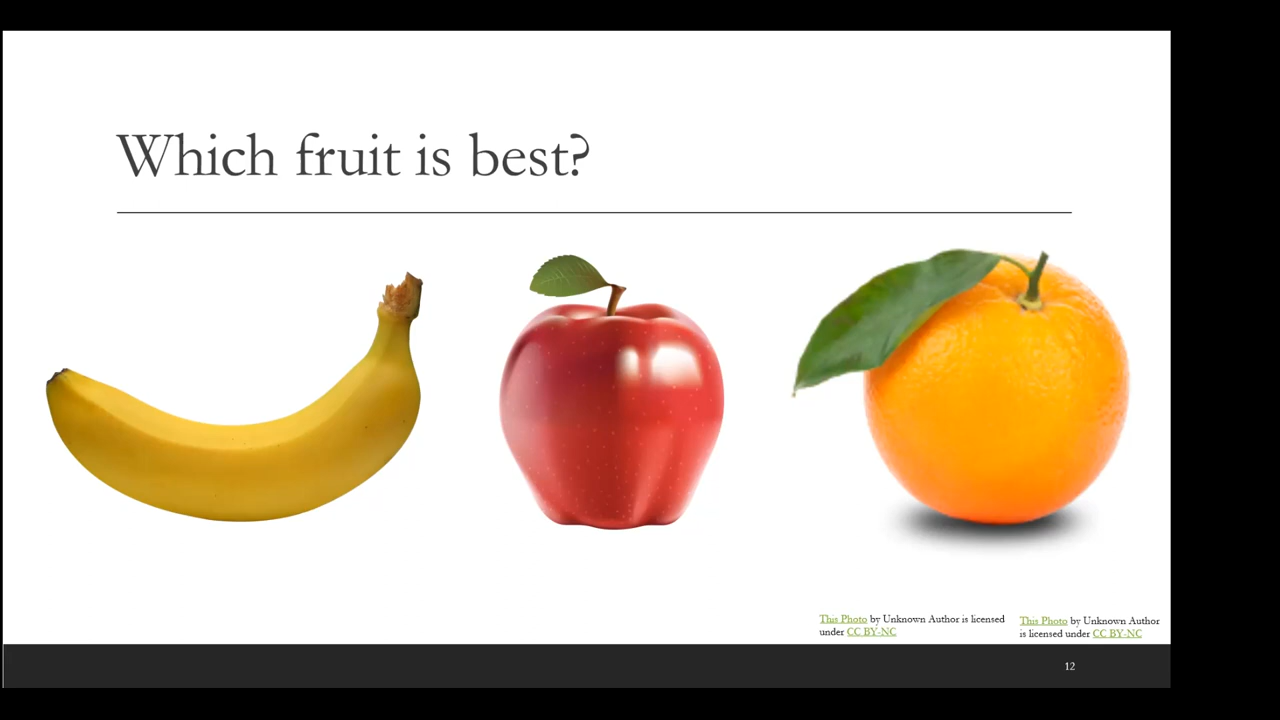 Which fruit is best?
This Photo by Unknown Author is licensed
under CC BY-NC
This Photo by Unknown Author
is licensed under CC BY-NC
12